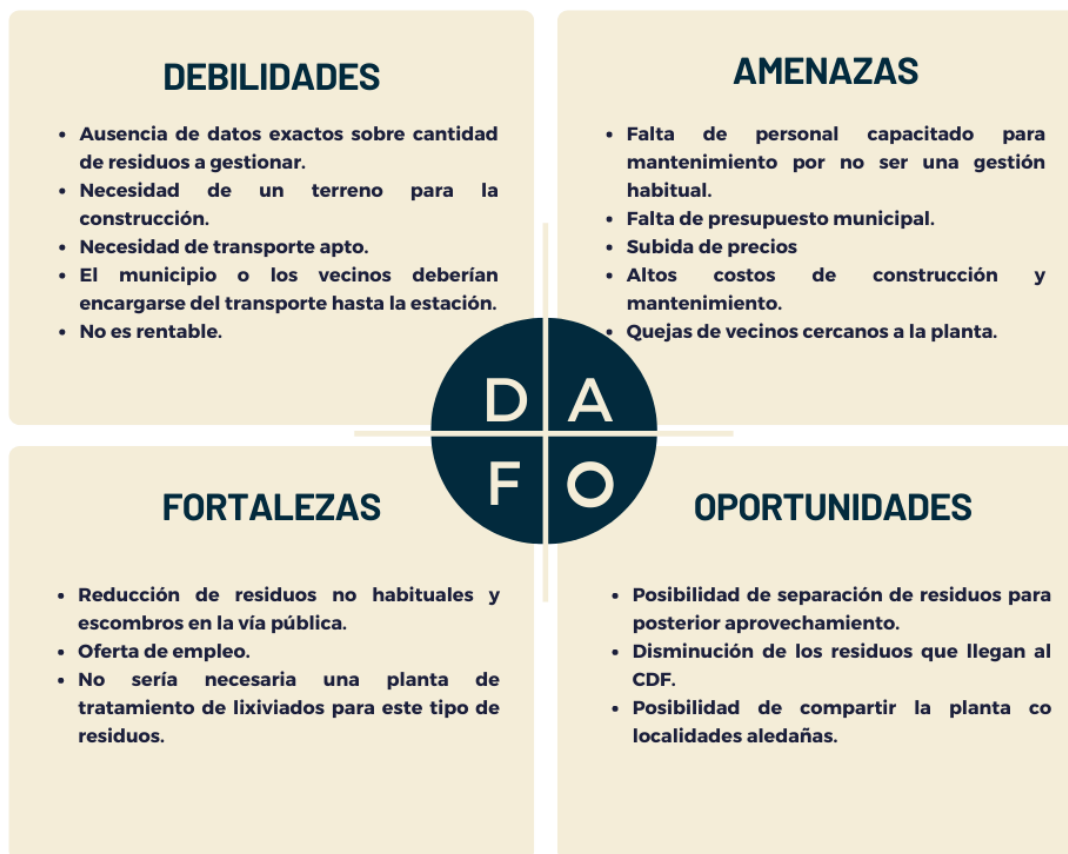 DEBILIDADES
• Ausencia de datos exactos sobre cantidad
de residuos a gestionar.
• Necesidad de un terreno para la
construcción.
• Necesidad de transporte apto.
• El municipio o los vecinos deberían
encargarse del transporte hasta la estación.
• No es rentable.
AMENAZAS
• Falta de personal capacitado para
mantenimiento por no ser una gestión
habitual.
• Falta de presupuesto municipal.
• Subida de precios
• Altos costos de construcción y
mantenimiento.
• Quejas de vecinos cercanos a la planta.
D A
F O
FORTALEZAS
• Reducción de residuos no habituales y
escombros en la vía pública.
• Oferta de empleo.
• No sería necesaria una planta de
tratamiento de lixiviados para este tipo de
residuos.
OPORTUNIDADES
• Posibilidad de separación de residuos para
posterior aprovechamiento.
• Disminución de los residuos que llegan al
CDF.
• Posibilidad de compartir la planta co
localidades aledañas.